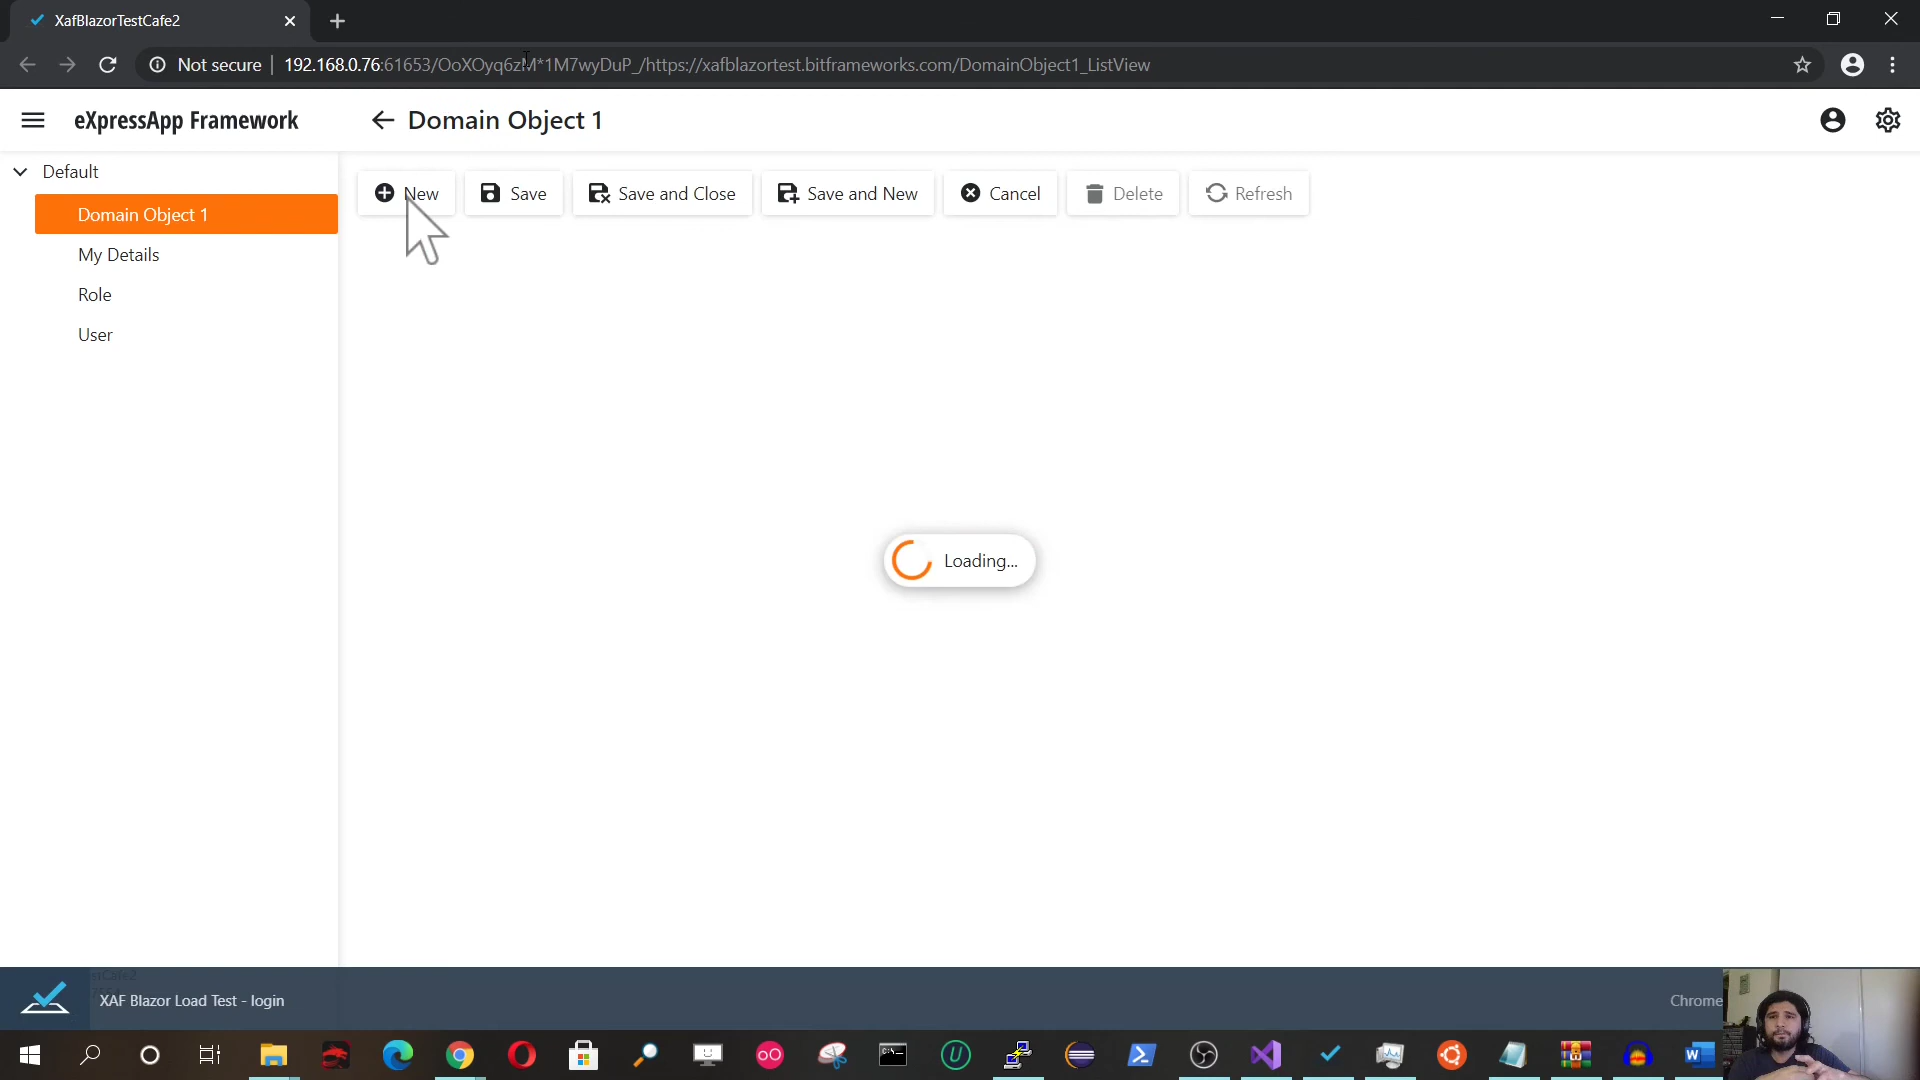 XafBlazorTestCafe2
Not secure
192.168.0.76:61653/OoXOyq6zM*1M7wyDuP_/https://xafblazortest.bitframeworks.com/DomainObject1_ListView
eXpressApp Framework
Domain Object 1
Default
New
Save
Save and Close
Save and New
Cancel
Delete
Refresh
Domain Object 1
My Details
Role
User
Loading...
XAF Blazor Load Test - login
Chrome